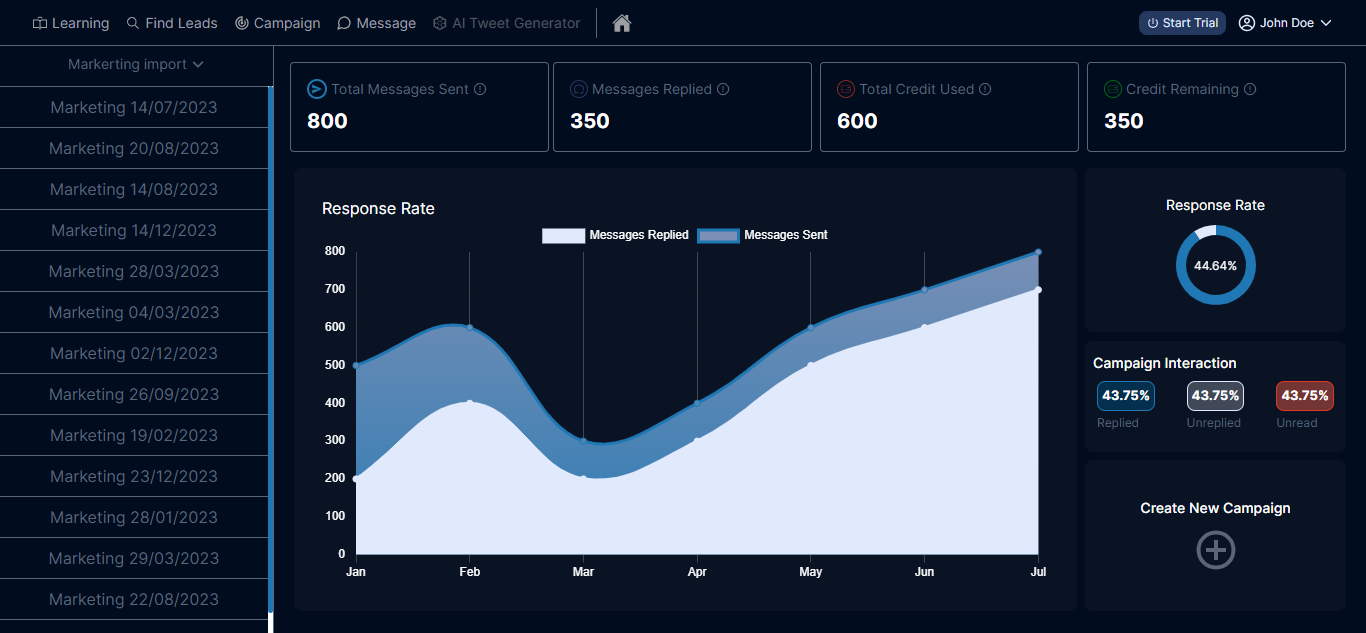 Learning Find Leads Campaign Message AI Tweet Generator Start Trial John Doe
Markerting import
Marketing 14/07/2023
Marketing 20/08/2023
Marketing 14/08/2023
Marketing 14/12/2023
Marketing 28/03/2023
Marketing 04/03/2023
Marketing 02/12/2023
Marketing 26/09/2023
Marketing 19/02/2023
Marketing 23/12/2023
Marketing 28/01/2023
Marketing 29/03/2023
Marketing 22/08/2023
Total Messages Sent
800
Messages Replied
350
Total Credit Used
600
Credit Remaining
350
Response Rate
Messages Replied Messages Sent
800
700
600
500
400
300
200
100
0
Jan Feb Mar Apr May Jun Jul
Response Rate
44.64%
Campaign Interaction
43.75% 43.75% 43.75%
Replied Unreplied Unread
Create New Campaign